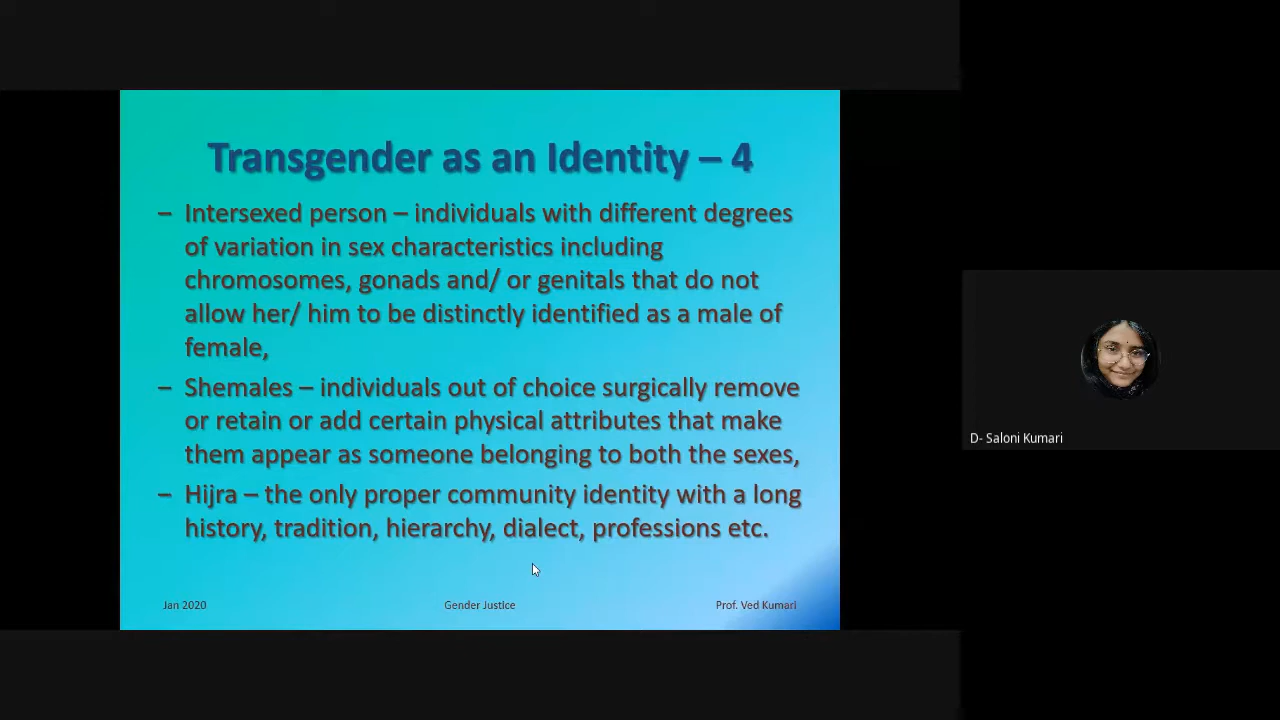 Transgender as an Identity – 4
– Intersexed person – individuals with different degrees
of variation in sex characteristics including
chromosomes, gonads and/ or genitals that do not
allow her/ him to be distinctly identified as a male of
female,
– Shemales – individuals out of choice surgically remove
or retain or add certain physical attributes that make
them appear as someone belonging to both the sexes,
– Hijra – the only proper community identity with a long
history, tradition, hierarchy, dialect, professions etc.
Jan 2020
Gender Justice
Prof. Ved Kumari
D- Saloni Kumari